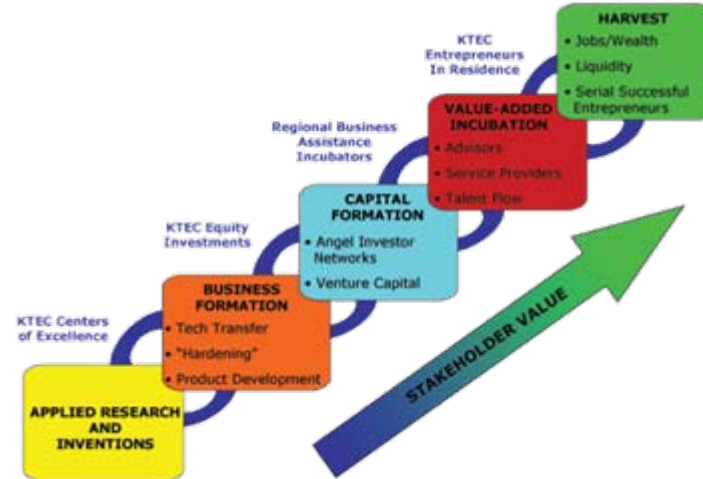 HARVEST
• Jobs/Wealth
• Liquidity
• Serial Successful
Entrepreneurs
KTEC
Entrepreneurs
In Residence
VALUE-ADDED
INCUBATION
• Advisors
• Service Providers
• Talent Flow
Regional Business
Assistance
Incubators
CAPITAL
FORMATION
• Angel Investor
Networks
• Venture Capital
KTEC Equity
Investments
BUSINESS
FORMATION
• Tech Transfer
• "Hardening"
• Product Development
KTEC Centers
of Excellence
APPLIED RESEARCH
AND
INVENTIONS
STAKEHOLDER VALUE